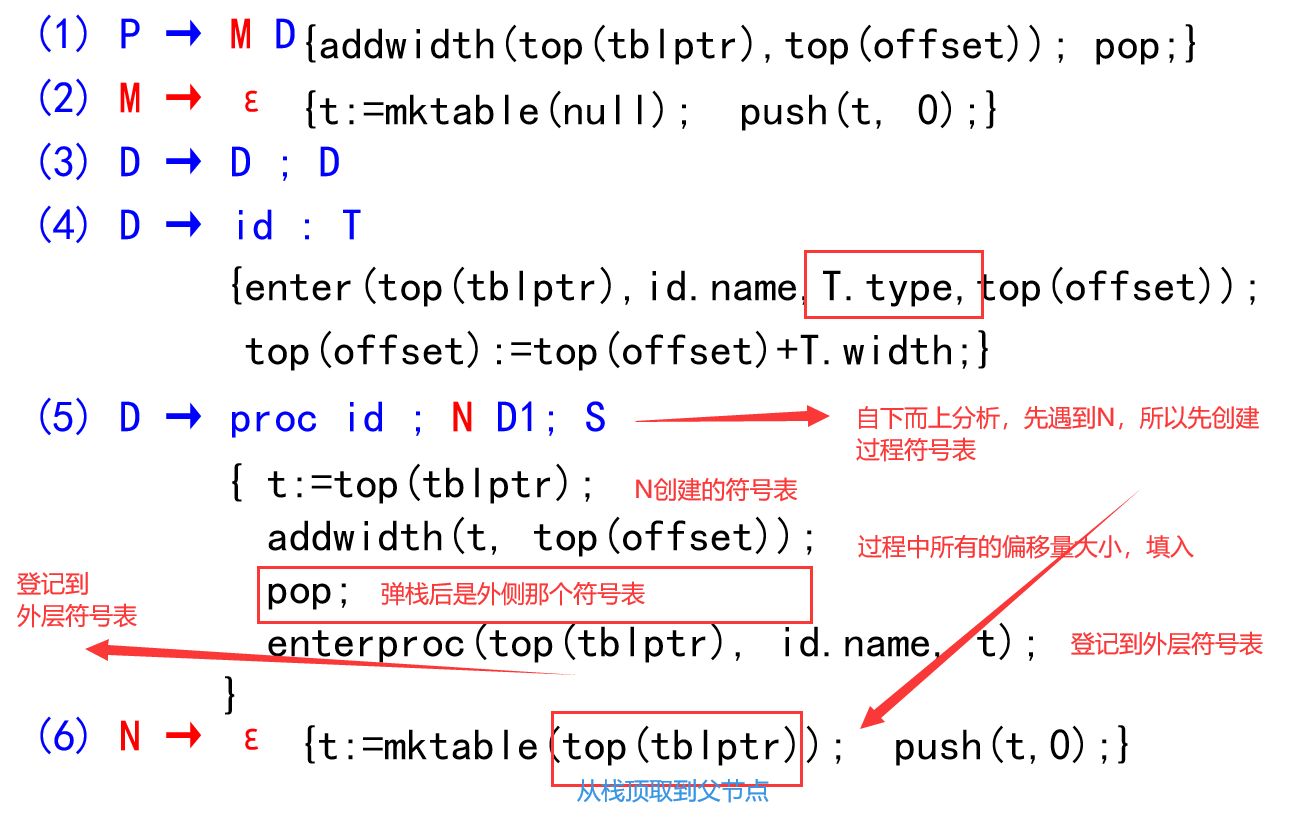 (1) P → M D {addwidth(top(tblptr),top(offset)); pop;}
(2) M → ε {t:=mktable(null); push(t, 0);}
(3) D → D ; D
(4) D → id : T
{enter(top(tblptr),id.name,T.type,top(offset));
top(offset):=top(offset)+T.width;}
(5) D → proc id ; N D1; S
自下而上分析，先遇到N，所以先创建
过程符号表
{ t:=top(tblptr); N创建的符号表
addwidth(t, top(offset)); 过程中所有的偏移量大小，填入
登记到
外层符号表
pop; 弹栈后是外侧那个符号表
enterproc(top(tblptr), id.name, t); 登记到外层符号表
}
(6) N → ε {t:=mktable(top(tblptr)); push(t,0);}
从栈顶取到父节点